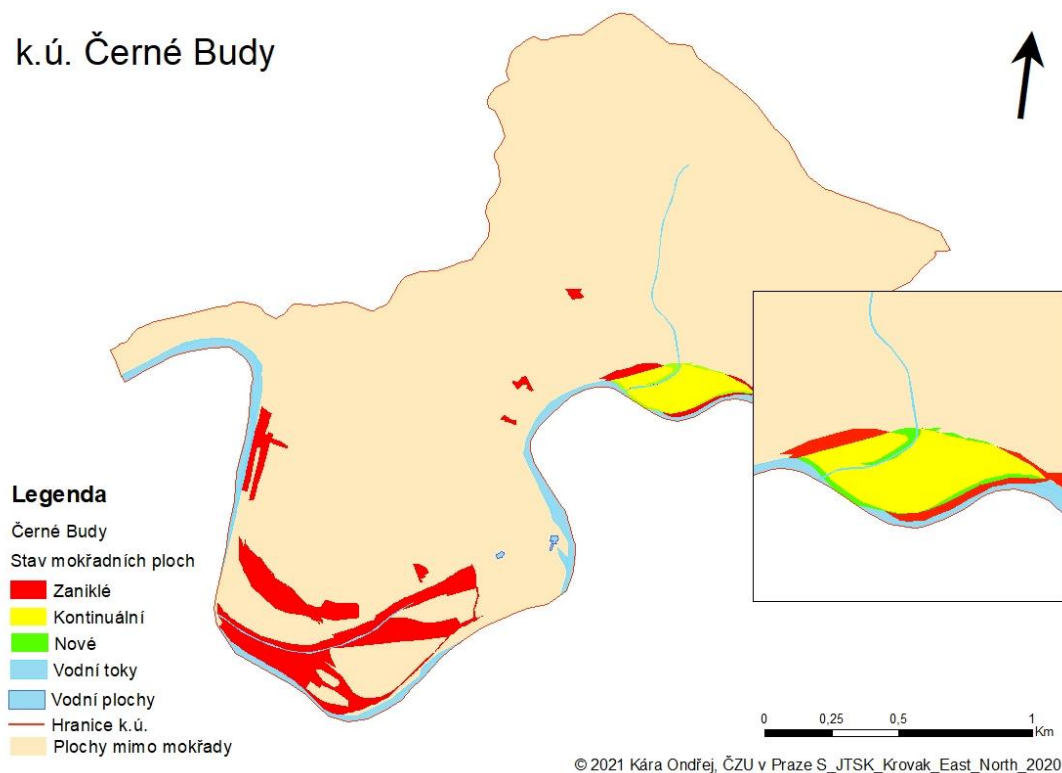 k.ú. Černé Budy
Legenda
Černé Budy
Stav mokřadních ploch
Zaniklé
Kontinuální
Nové
Vodní toky
Vodní plochy
Hranice k.ú.
Plochy mimo mokřady
0 0,25 0,5 1
Km
© 2021 Kára Ondřej, ČZU v Praze S_JTSK_Krovak_East_North_2020